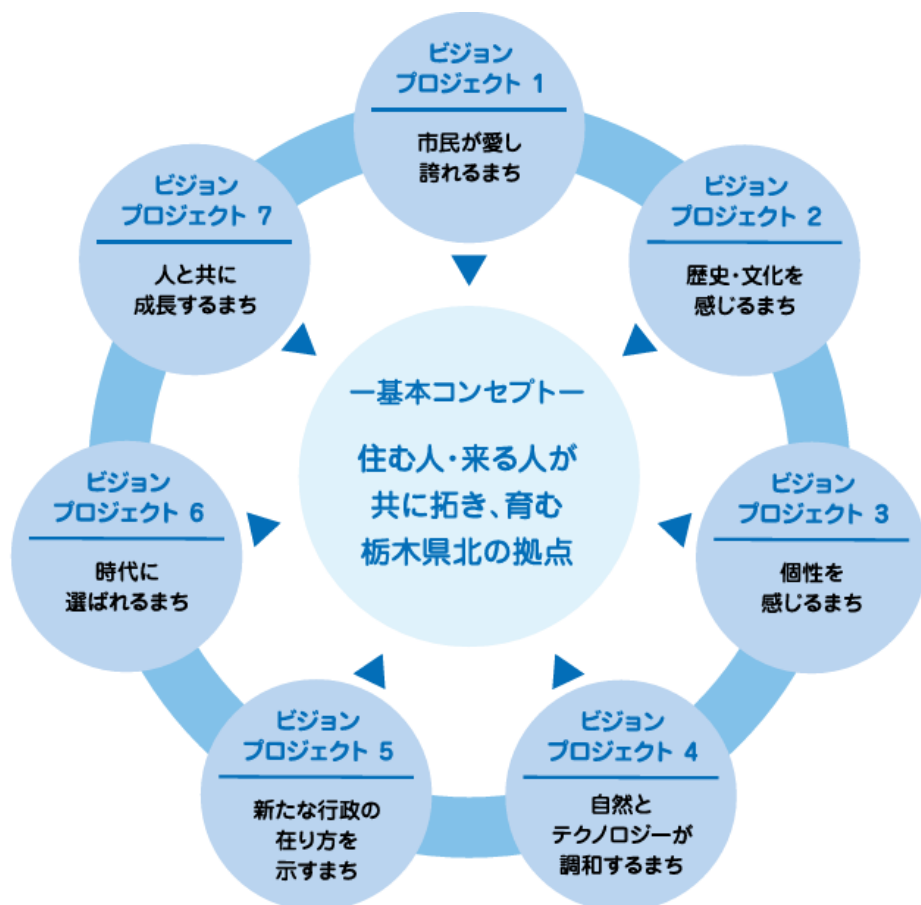 ビジョン
プロジェクト 1
市民が愛し
誇れるまち
ビジョン
プロジェクト 2
歴史・文化を
感じるまち
ビジョン
プロジェクト 3
個性を
感じるまち
ビジョン
プロジェクト 4
自然と
テクノロジーが
調和するまち
ビジョン
プロジェクト 5
新たな行政の
在り方を
示すまち
ビジョン
プロジェクト 6
時代に
選ばれるまち
ビジョン
プロジェクト 7
人と共に
成長するまち
―基本コンセプト―
住む人・来る人が
共に拓き、育む
栃木県北の拠点